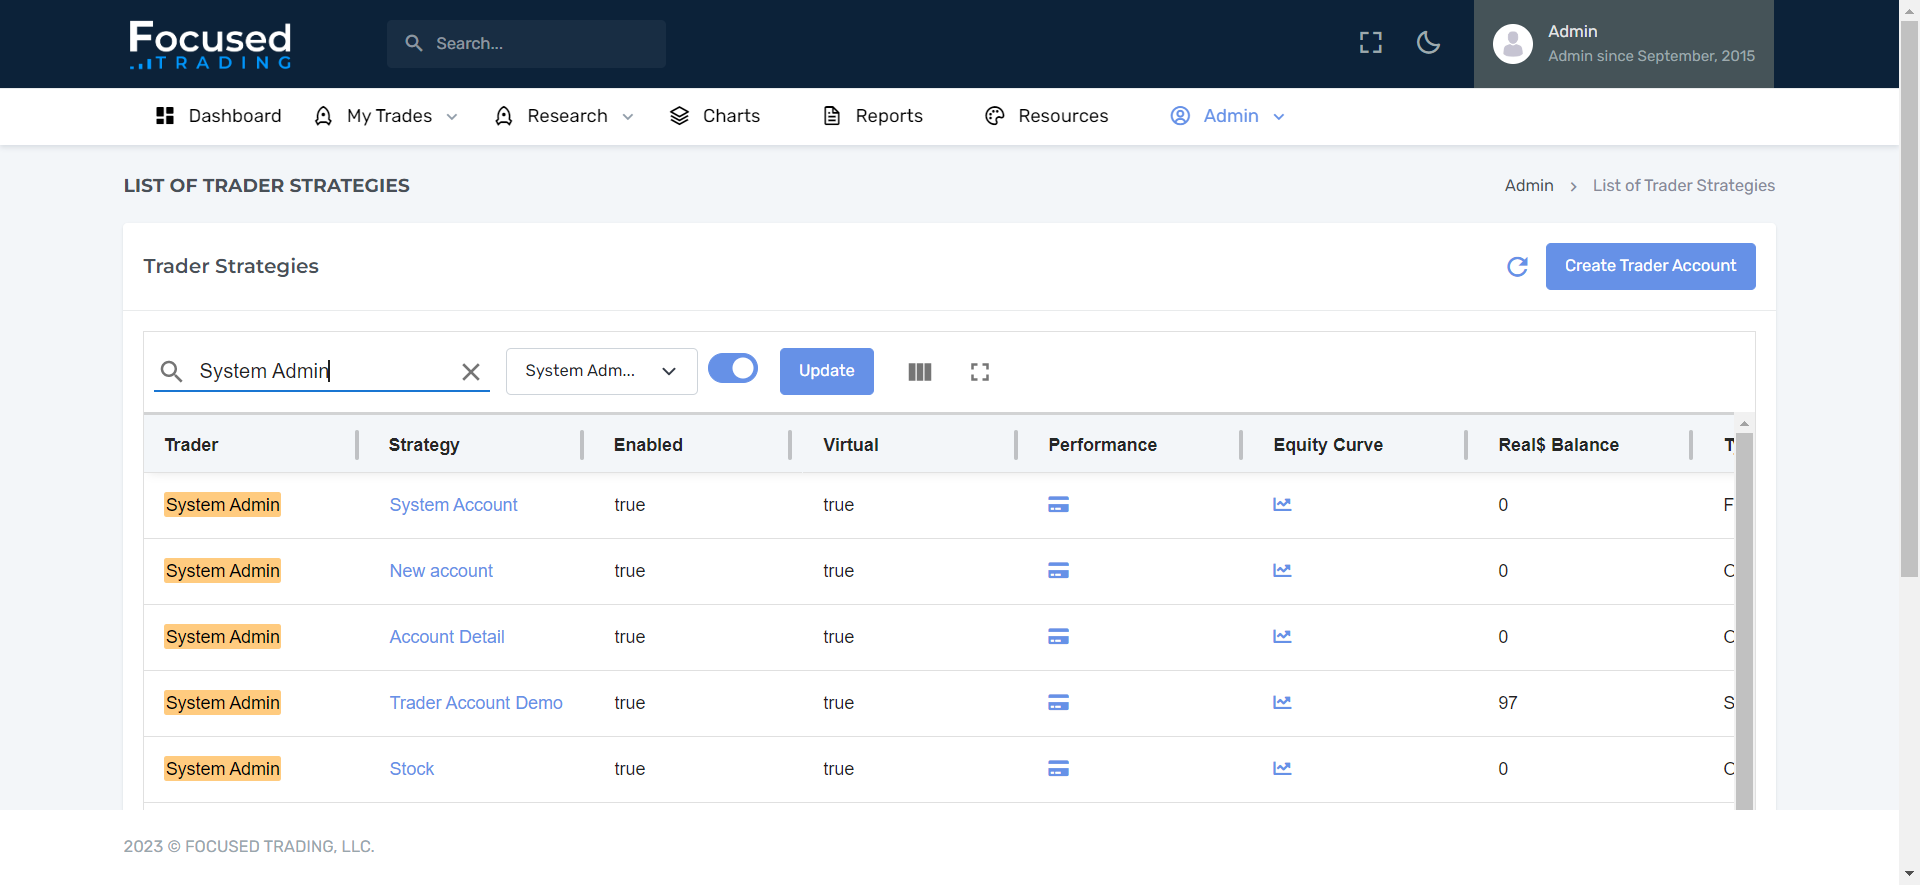 Focused
TRADING
Search...
Admin
Admin since September, 2015
Dashboard
My Trades
Research
Charts
Reports
Resources
Admin
LIST OF TRADER STRATEGIES
Admin > List of Trader Strategies
Trader Strategies
Create Trader Account
System Admin
System Adm...
Update
Trader Strategy Enabled Virtual Performance Equity Curve Real$ Balance
System Admin System Account true true 0
System Admin New account true true 0
System Admin Account Detail true true 0
System Admin Trader Account Demo true true 97
System Admin Stock true true 0
2023 © FOCUSED TRADING, LLC.